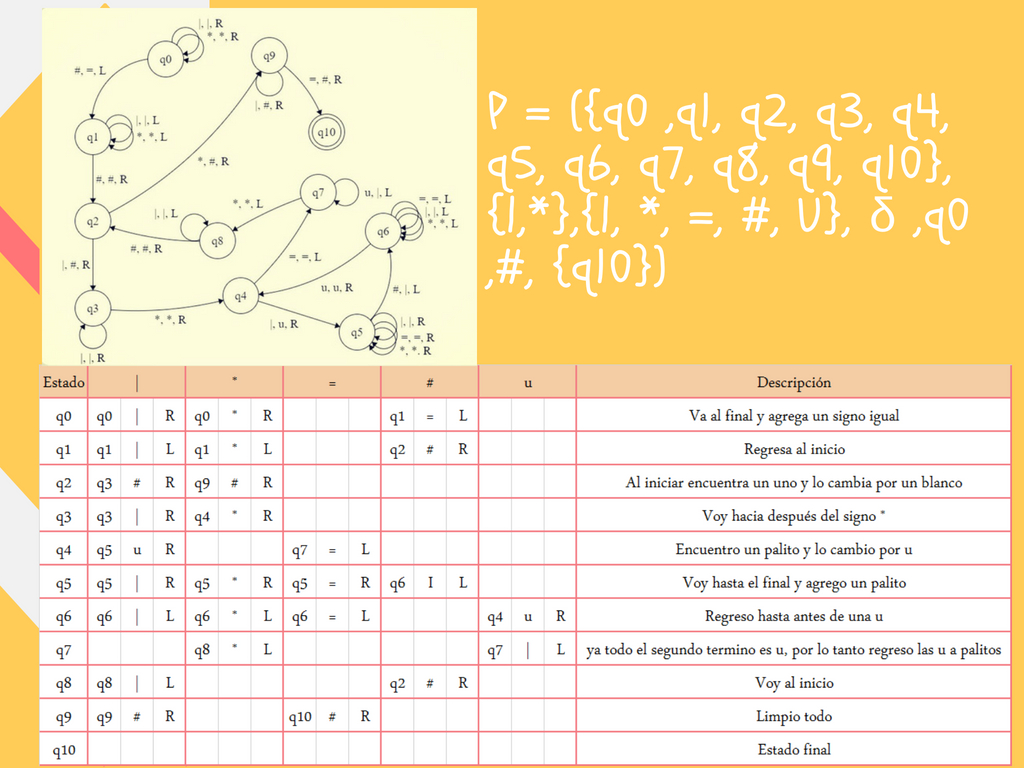 |, |, R
*, *, R
q0
q9
#, =, L
=, #, R
|, |, L
*, *, L
|, #, R
q1
q10
*, #, R
#, #, R
q7
u, |, L
*, *, L
=, =, L
|, |, L
*, *, L
|, |, L
q2
q8
q6
#, #, R
=, =, L
|, #, R
u, u, R
#, |, L
q4
q3
*, *, R
|, u, R
q5
|, |, R
=, =, R
*, *, R
|, |, R
P = ({q0 ,q1, q2, q3, q4,
q5, q6, q7, q8, q9, q10},
{|,*},{|, *, =, #, U}, δ ,q0
,#, {q10})
Estado | * = # u Descripción
q0 q0 | R q0 * R q1 = L Va al final y agrega un signo igual
q1 q1 | L q1 * L q2 # R Regresa al inicio
q2 q3 # R q9 # R Al iniciar encuentra un uno y lo cambia por un blanco
q3 q3 | R q4 * R Voy hacia después del signo *
q4 q5 u R q7 = L Encuentro un palito y lo cambio por u
q5 q5 | R q5 * R q5 = R q6 I L Voy hasta el final y agrego un palito
q6 q6 | L q6 * L q6 = L q4 u R Regreso hasta antes de una u
q7 q8 * L q7 | L ya todo el segundo termino es u, por lo tanto regreso las u a palitos
q8 q8 | L q2 # R Voy al inicio
q9 q9 # R q10 # R Limpio todo
q10 Estado final